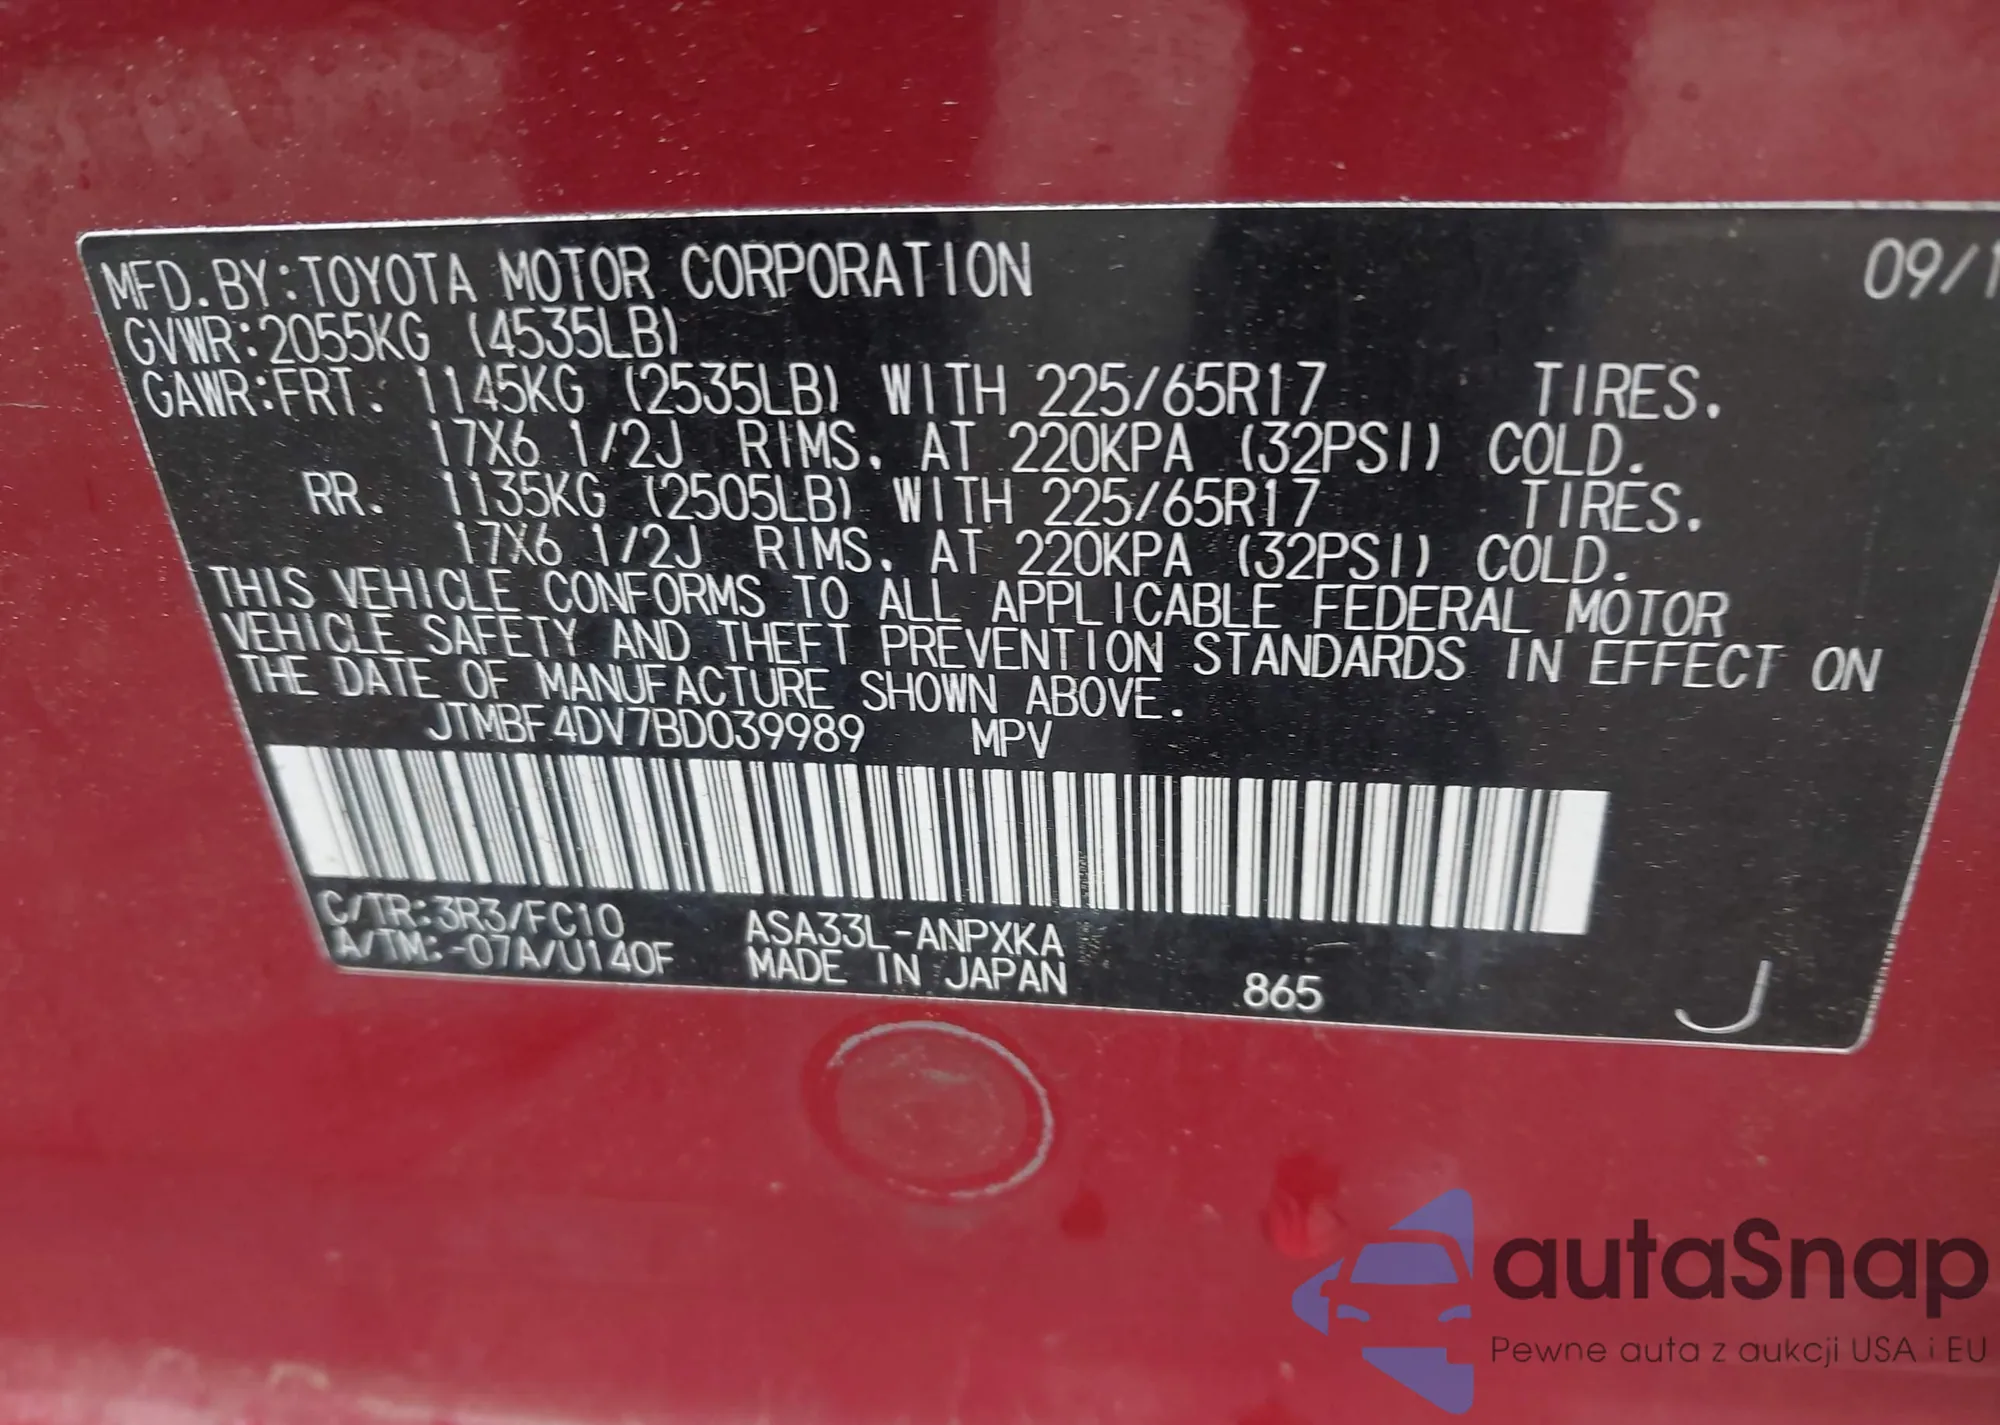 MFD.BY:TOYOTA MOTOR CORPORATION 09/1
GVWR:2055KG (4535LB)
GAWR:FRT. 1145KG (2535LB) WITH 225/65R17 TIRES.
17X6 1/2J RIMS. AT 220KPA (32PSI) COLD.
RR. 1135KG (2505LB) WITH 225/65R17 TIRES.
17X6 1/2J RIMS. AT 220KPA (32PSI) COLD.
THIS VEHICLE CONFORMS TO ALL APPLICABLE FEDERAL MOTOR
VEHICLE SAFETY AND THEFT PREVENTION STANDARDS IN EFFECT ON
THE DATE OF MANUFACTURE SHOWN ABOVE.
JTMBF4DV7BD039989 MPV
C/TR:3R3/FC10 ASA33L-ANPXKA
A/TM:-07A/U140F MADE IN JAPAN 865 J
autaSnap
Pewne auta z aukcji USA i EU